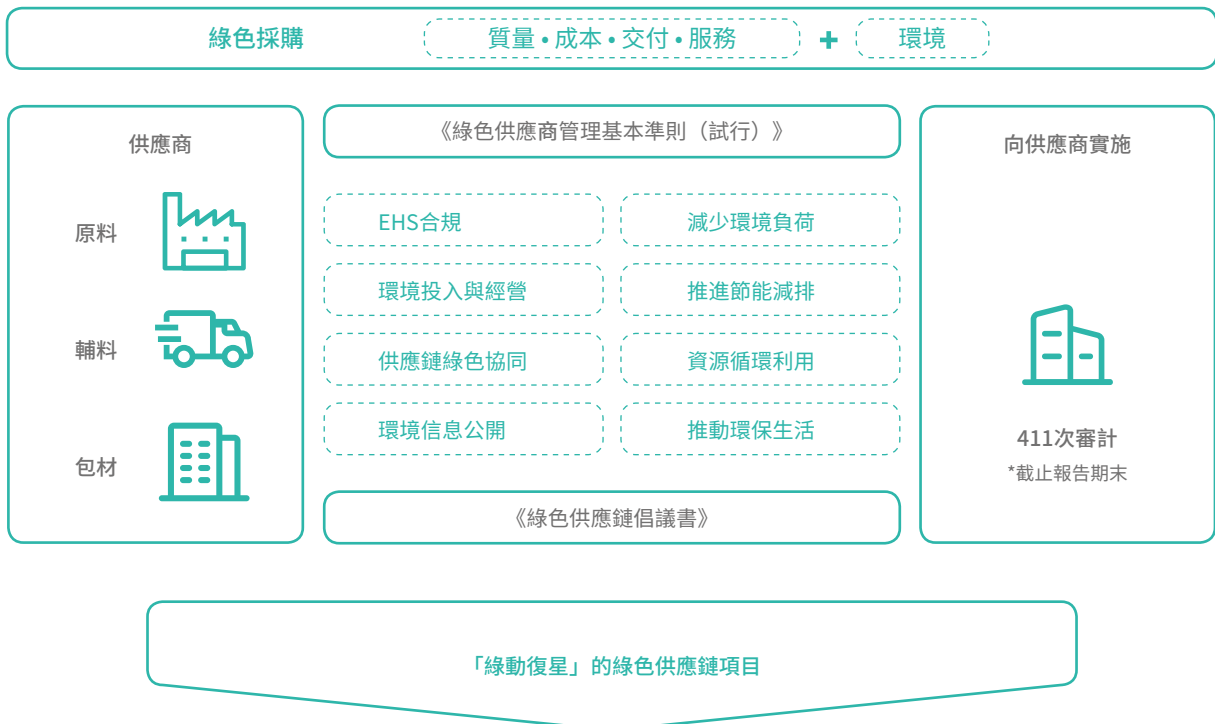 綠色採購
質量•成本•交付•服務
+
環境
供應商
原料
輔料
包材
《綠色供應商管理基本準則（試行）》
EHS合規
減少環境負荷
環境投入與經營
推進節能減排
供應鏈綠色協同
資源循環利用
環境信息公開
推動環保生活
《綠色供應鏈倡議書》
向供應商實施
411次審計
*截止報告期末
「綠動復星」的綠色供應鏈項目